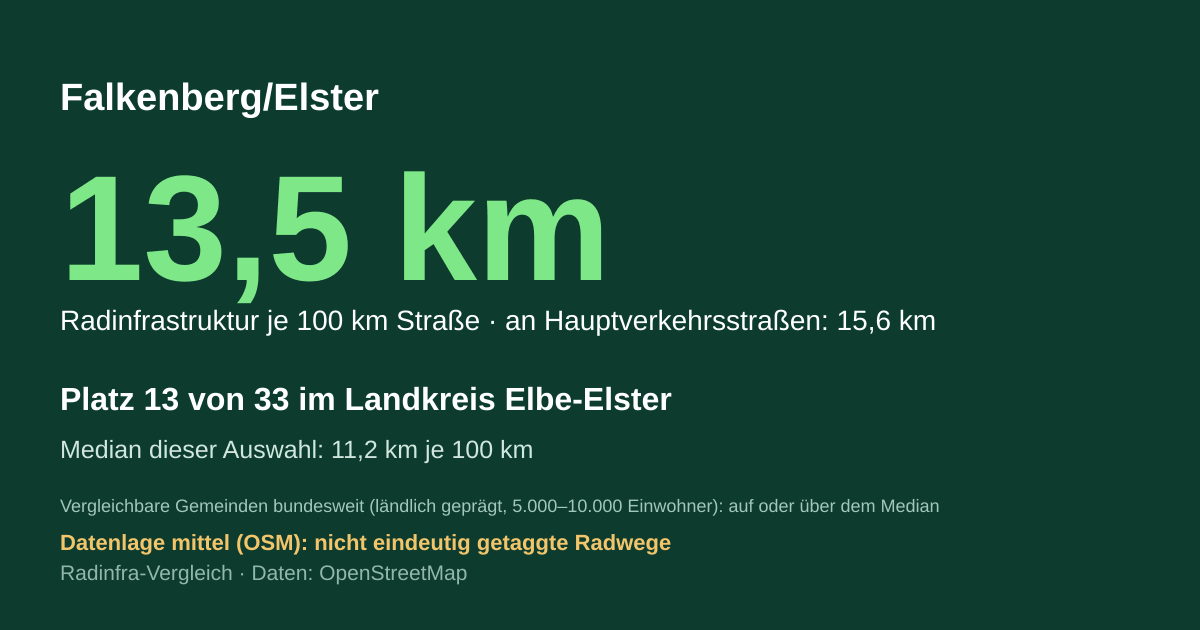 Falkenberg/Elster
13,5 km
Radinfrastruktur je 100 km Straße · an Hauptverkehrsstraßen: 15,6 km
Platz 13 von 33 im Landkreis Elbe-Elster
Median dieser Auswahl: 11,2 km je 100 km
Vergleichbare Gemeinden bundesweit (ländlich geprägt, 5.000–10.000 Einwohner): auf oder über dem Median
Datenlage mittel (OSM): nicht eindeutig getaggte Radwege
Radinfra-Vergleich · Daten: OpenStreetMap